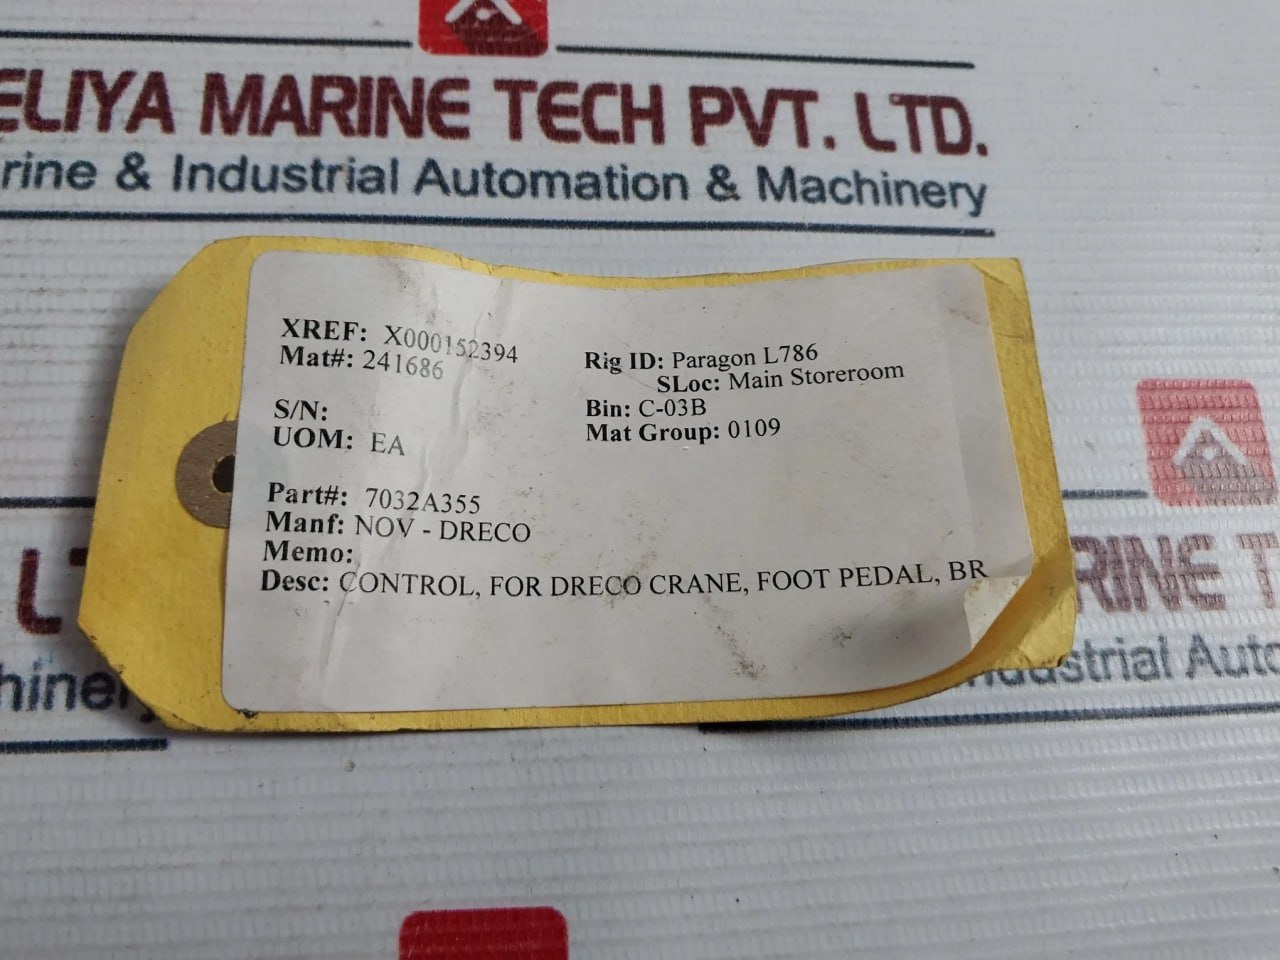 ELIYA MARINE TECH PVT. LTD.
rine & Industrial Automation & Machinery
XREF: X000152394
Mat#: 241686
S/N:
UOM: EA
Rig ID: Paragon L786
SLoc: Main Storeroom
Bin: C-03B
Mat Group: 0109
Part#: 7032A355
Manf: NOV - DRECO
Memo:
Desc: CONTROL, FOR DRECO CRANE, FOOT PEDAL, BR
RINE T
ndustrial Auto
hinery